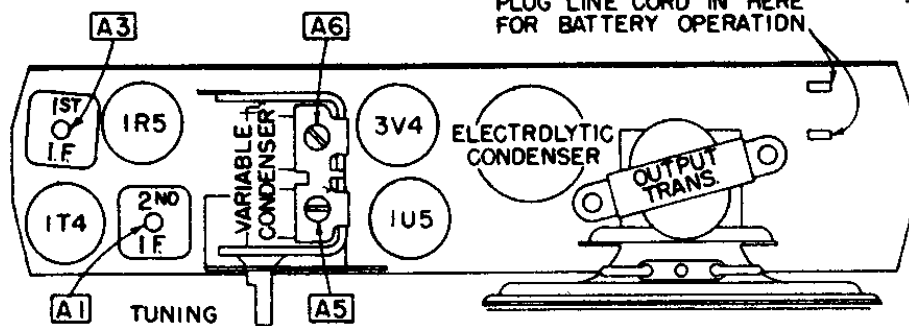 PLUG LINE CORD IN HERE
FOR BATTERY OPERATION
A3
A6
1ST
I.F.
1R5
VARIABLE
CONDENSER
3V4
ELECTROLYTIC
CONDENSER
OUTPUT
TRANS.
1T4
2ND
I.F.
1U5
A1
TUNING
A5